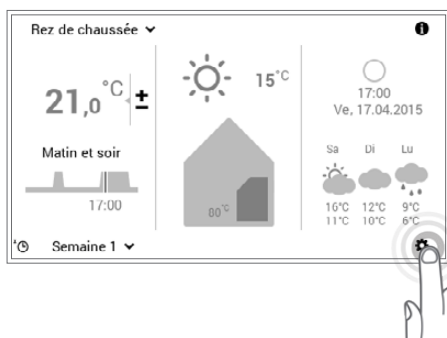 Rez de chaussée
21,0 °C ±
Matin et soir
17:00
Semaine 1
15°C
80°C
17:00
Ve, 17.04.2015
Sa Di Lu
16°C 12°C 9°C
11°C 10°C 6°C